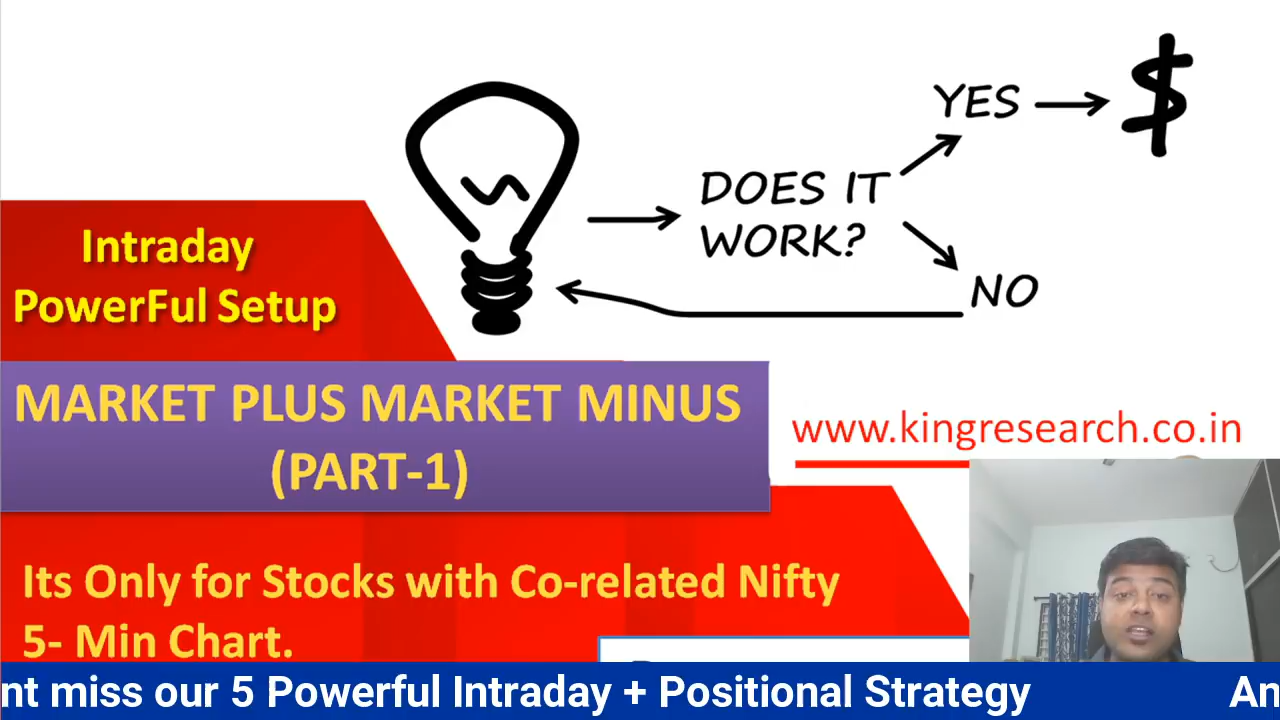 YES
$
DOES IT
WORK?
NO
Intraday
PowerFul Setup
MARKET PLUS MARKET MINUS
(PART-1)
www.kingresearch.co.in
Its Only for Stocks with Co-related Nifty
5- Min Chart.
nt miss our 5 Powerful Intraday + Positional Strategy An